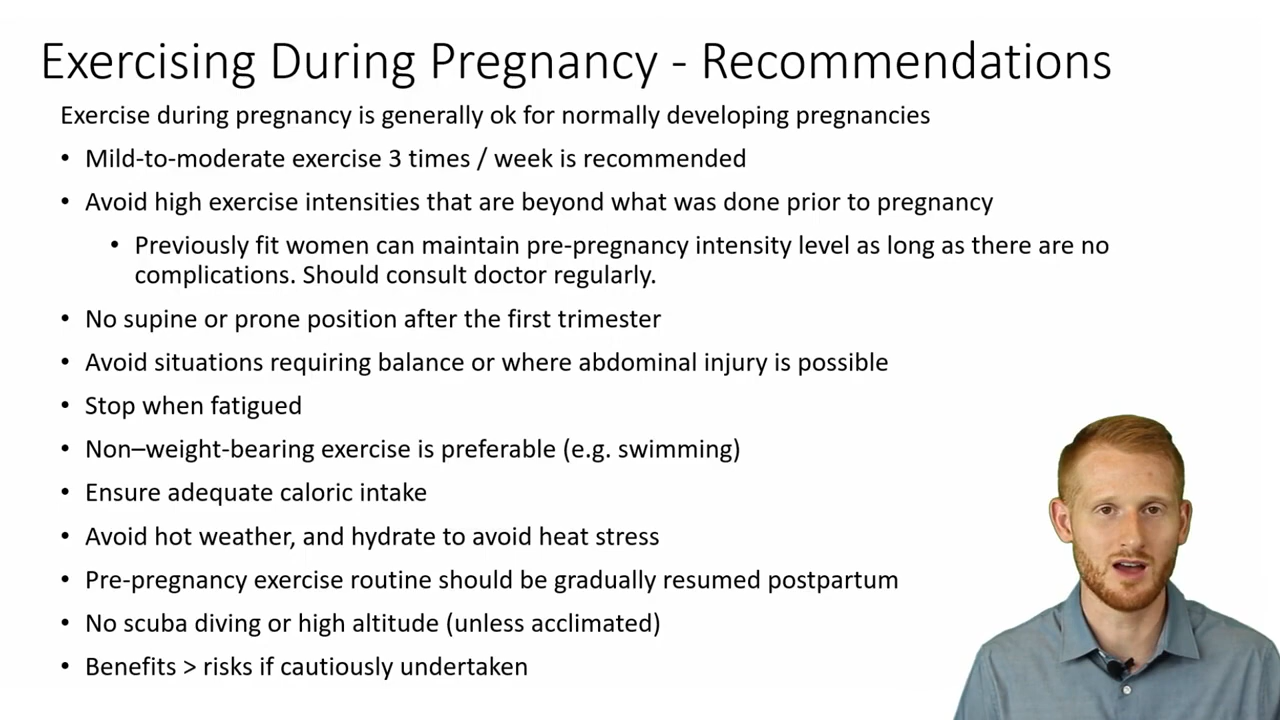 Exercising During Pregnancy - Recommendations
Exercise during pregnancy is generally ok for normally developing pregnancies
• Mild-to-moderate exercise 3 times / week is recommended
• Avoid high exercise intensities that are beyond what was done prior to pregnancy
• Previously fit women can maintain pre-pregnancy intensity level as long as there are no
complications. Should consult doctor regularly.
• No supine or prone position after the first trimester
• Avoid situations requiring balance or where abdominal injury is possible
• Stop when fatigued
• Non–weight-bearing exercise is preferable (e.g. swimming)
• Ensure adequate caloric intake
• Avoid hot weather, and hydrate to avoid heat stress
• Pre-pregnancy exercise routine should be gradually resumed postpartum
• No scuba diving or high altitude (unless acclimated)
• Benefits > risks if cautiously undertaken